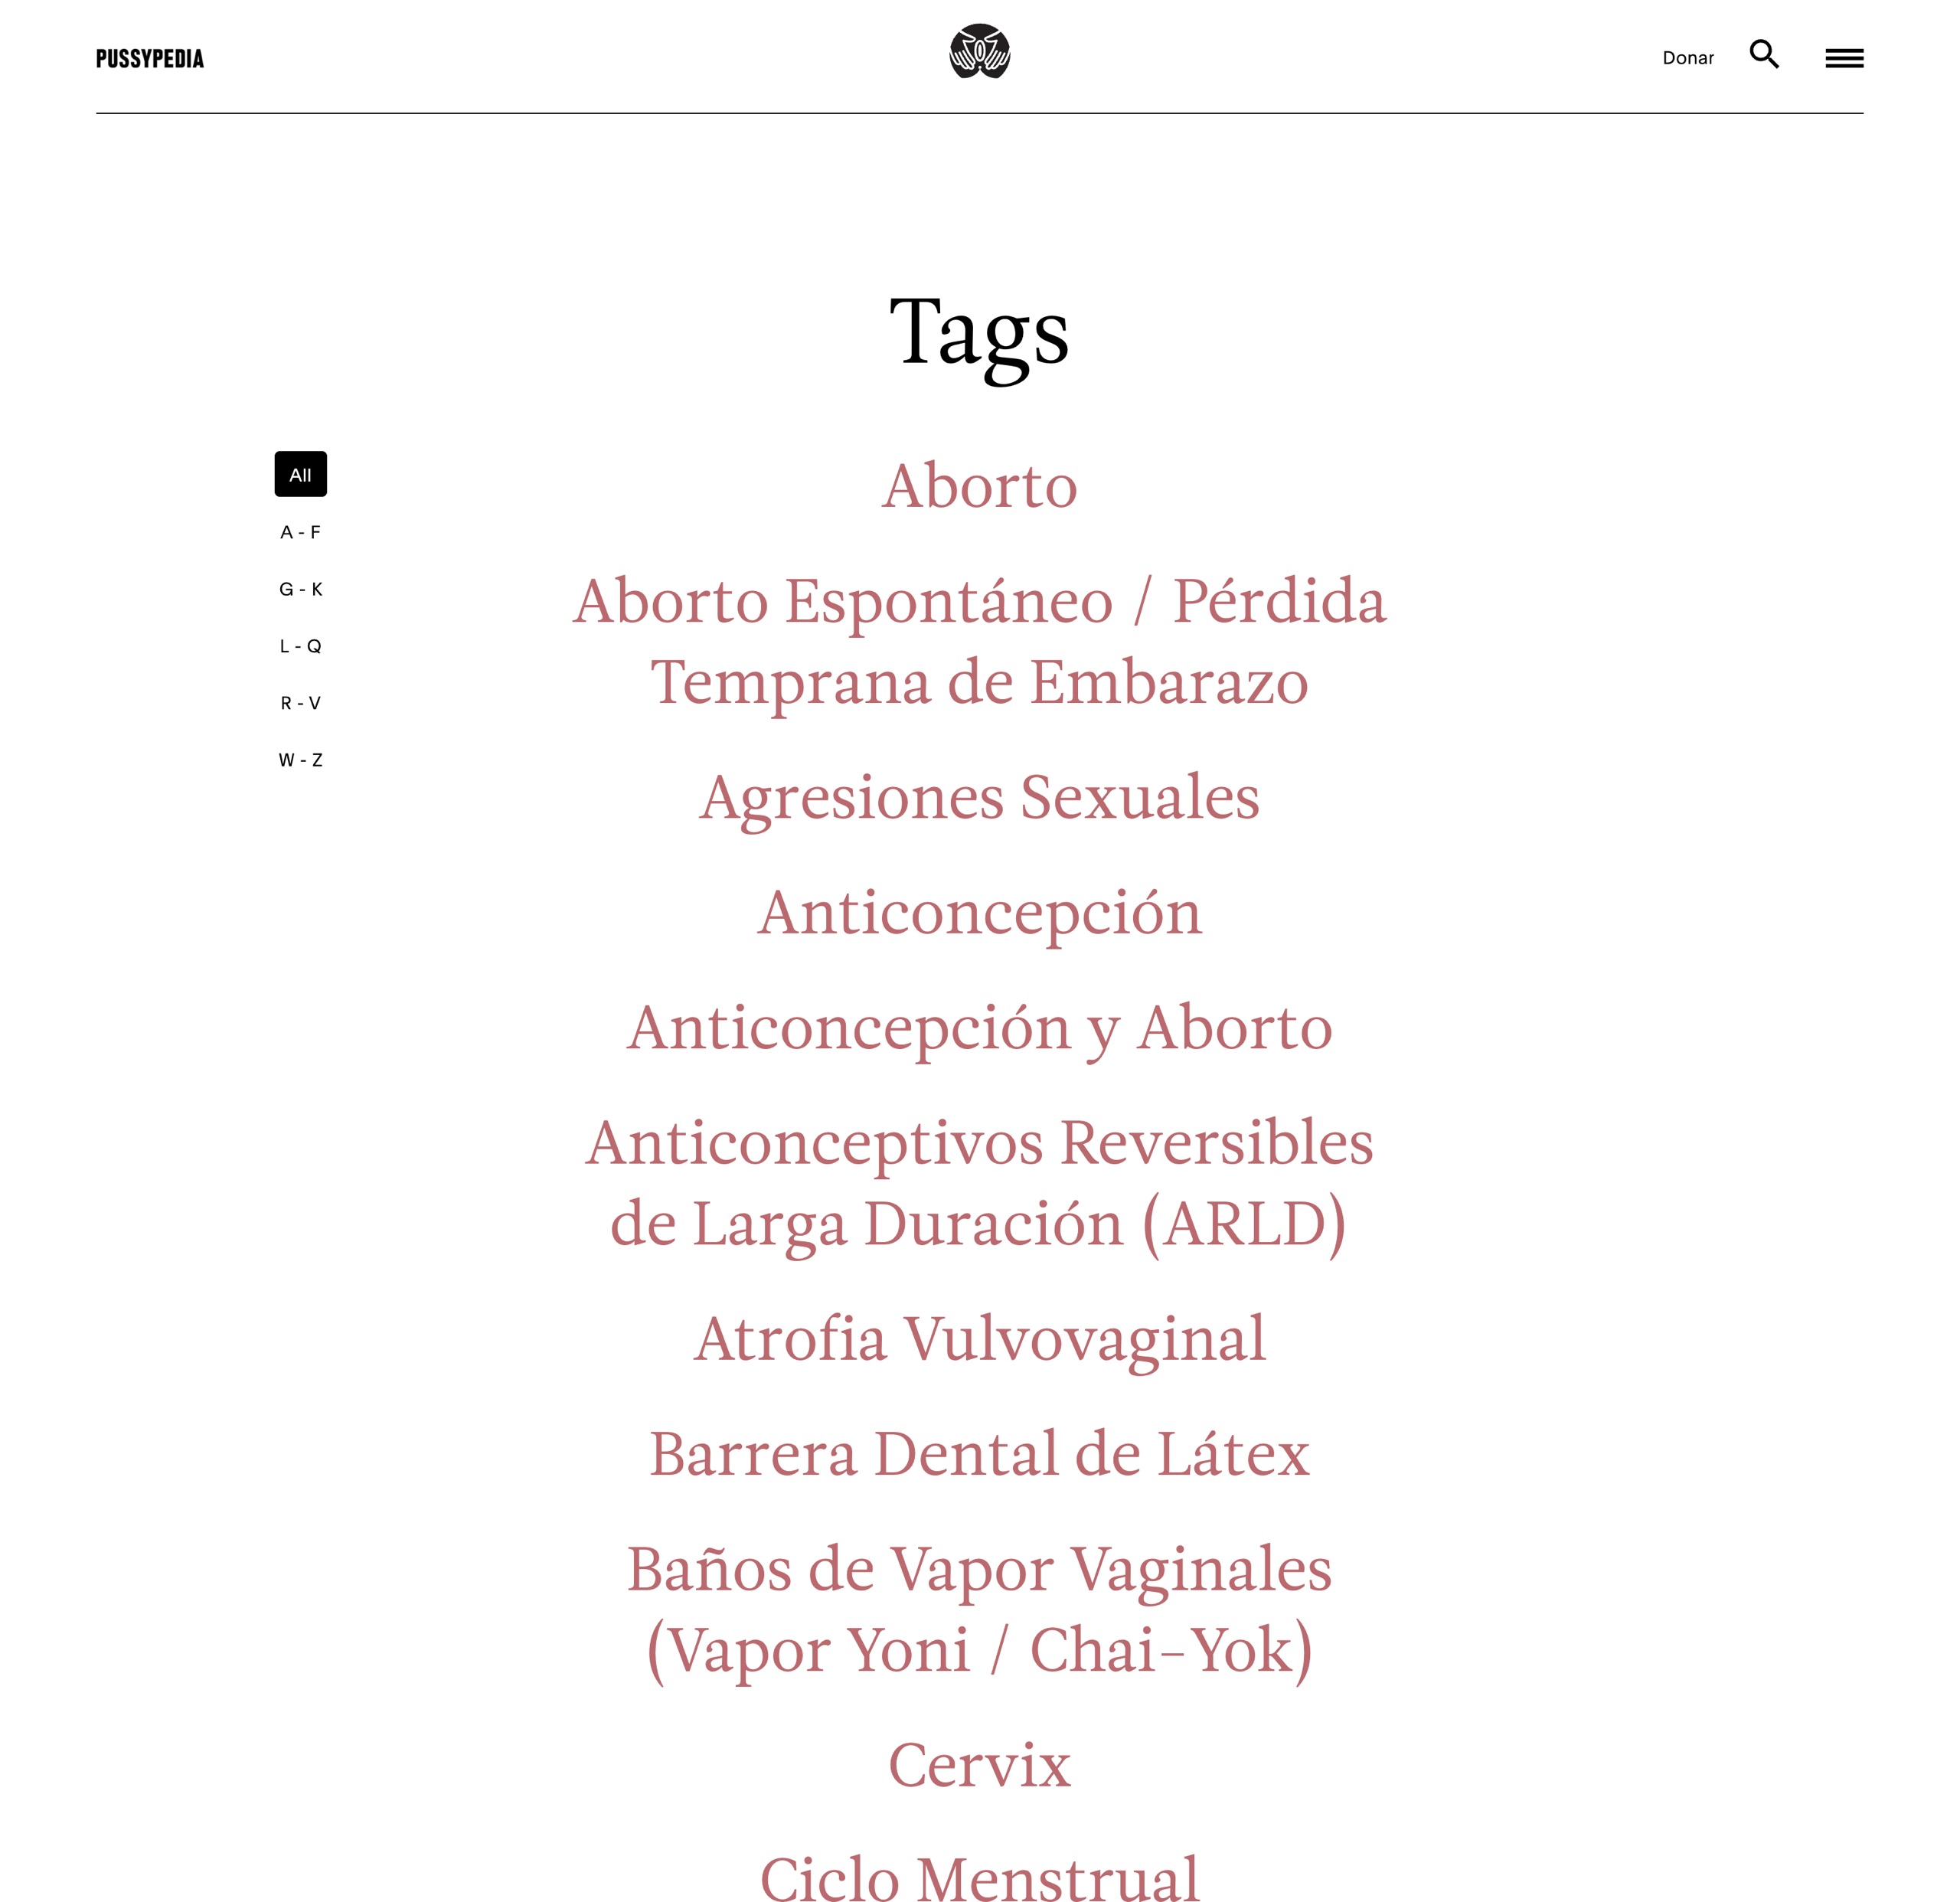 PUSSYPEDIA
Donar
Tags
All
A - F
G - K
L - Q
R - V
W - Z
Aborto
Aborto Espontáneo / Pérdida
Temprana de Embarazo
Agresiones Sexuales
Anticoncepción
Anticoncepción y Aborto
Anticonceptivos Reversibles
de Larga Duración (ARLD)
Atrofia Vulvovaginal
Barrera Dental de Látex
Baños de Vapor Vaginales
(Vapor Yoni / Chai-Yok)
Cervix
Ciclo Menstrual